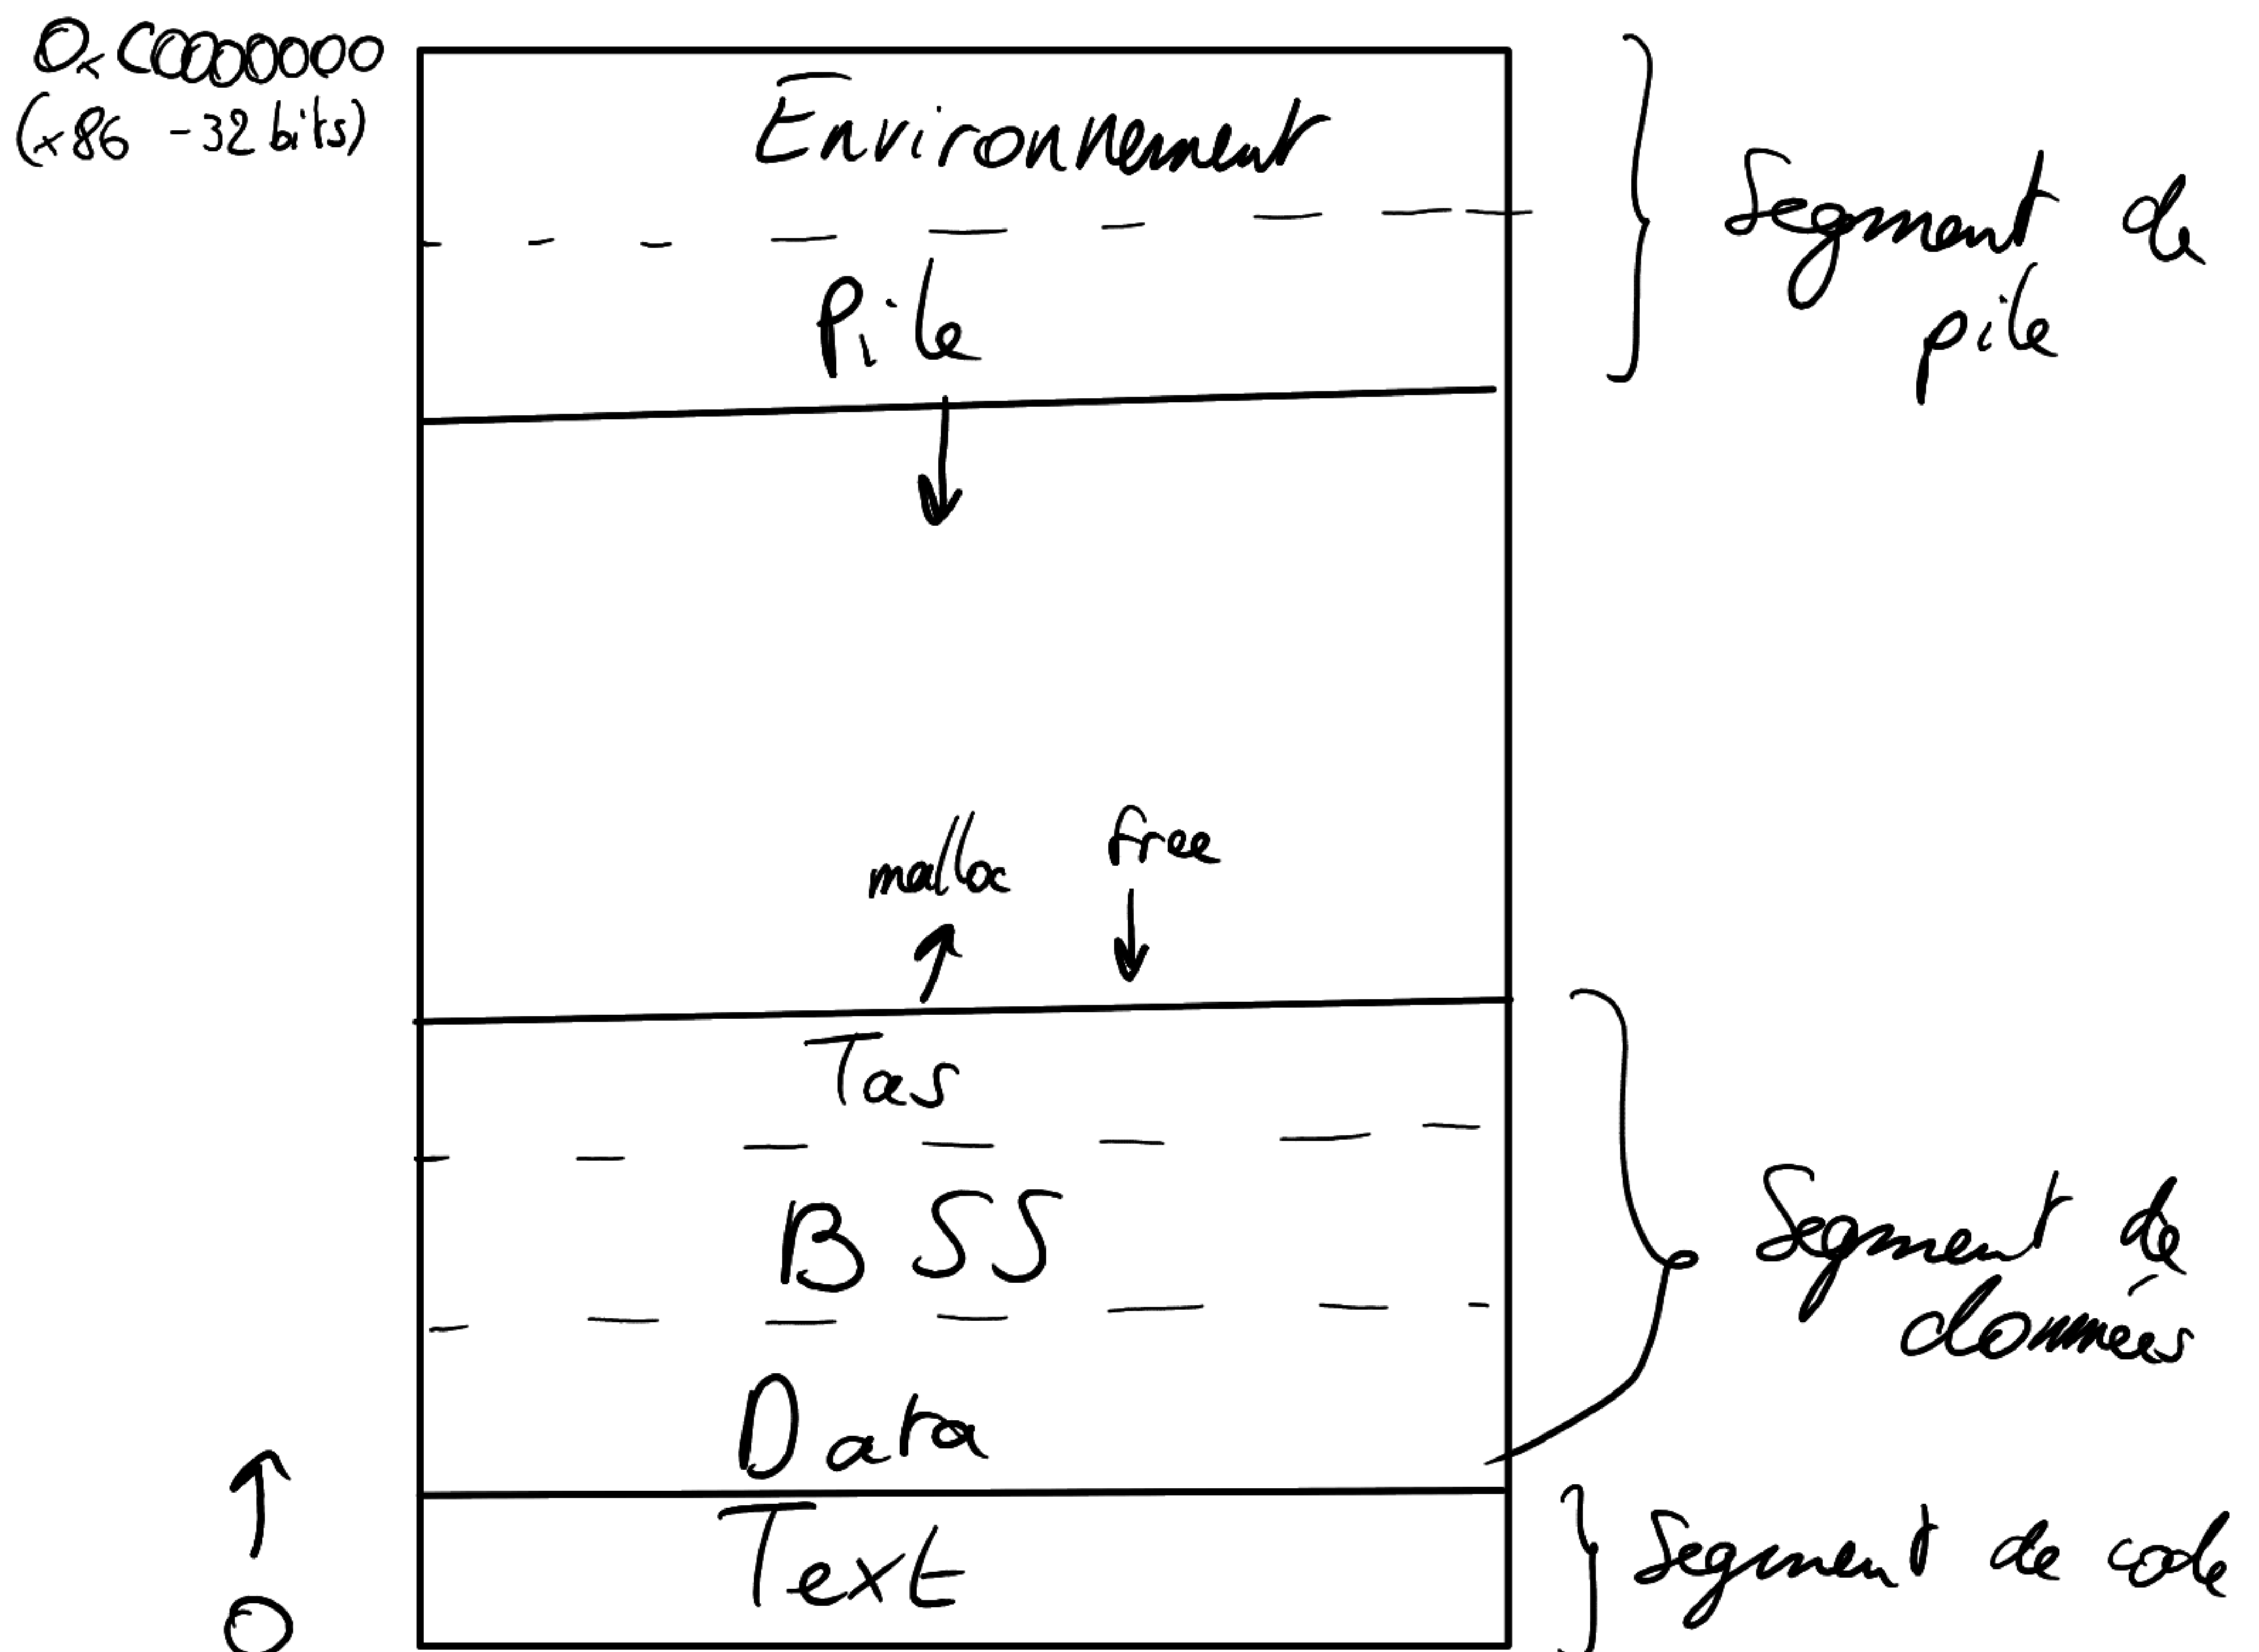 0xC0000000
(x86 - 32 bits)
Environnement
Pile
Segment de
pile
malloc
free
Tas
BSS
Segment de
données
Data
Text
Segment de code
0